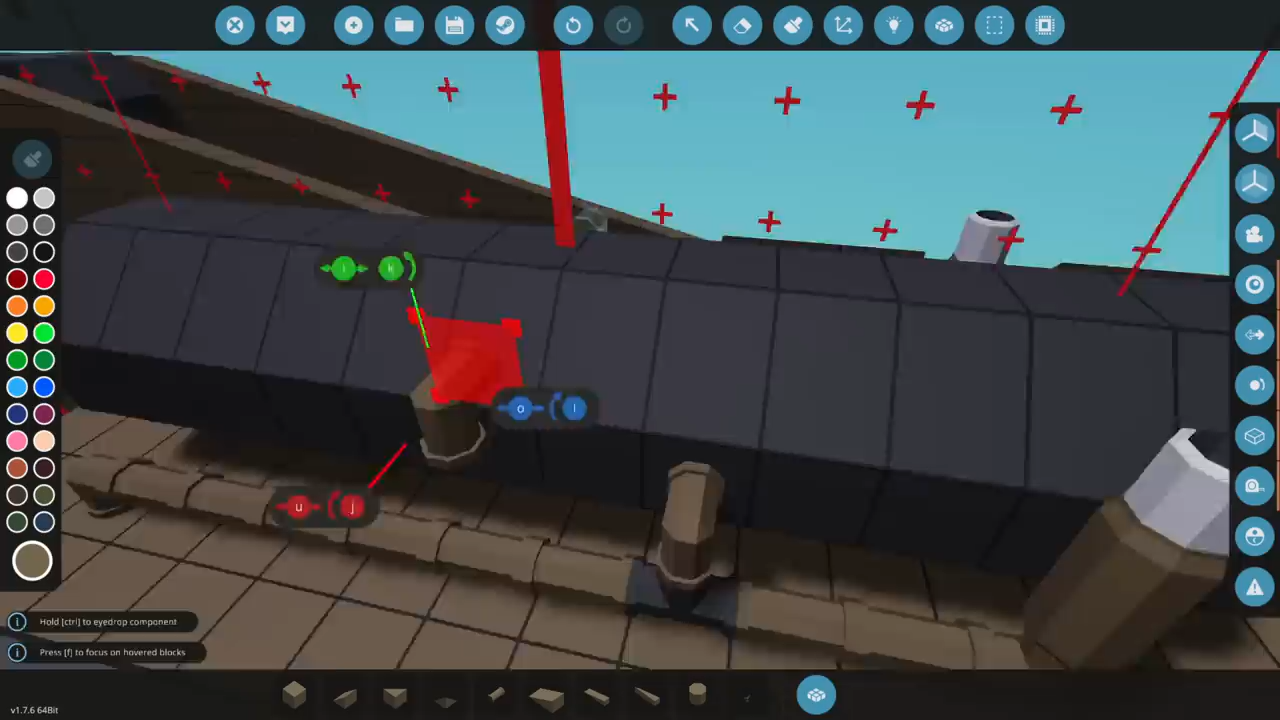 k
o
l
u
j
Hold [ctrl] to eyedrop component
Press [f] to focus on hovered blocks
v1.7.6 64Bit